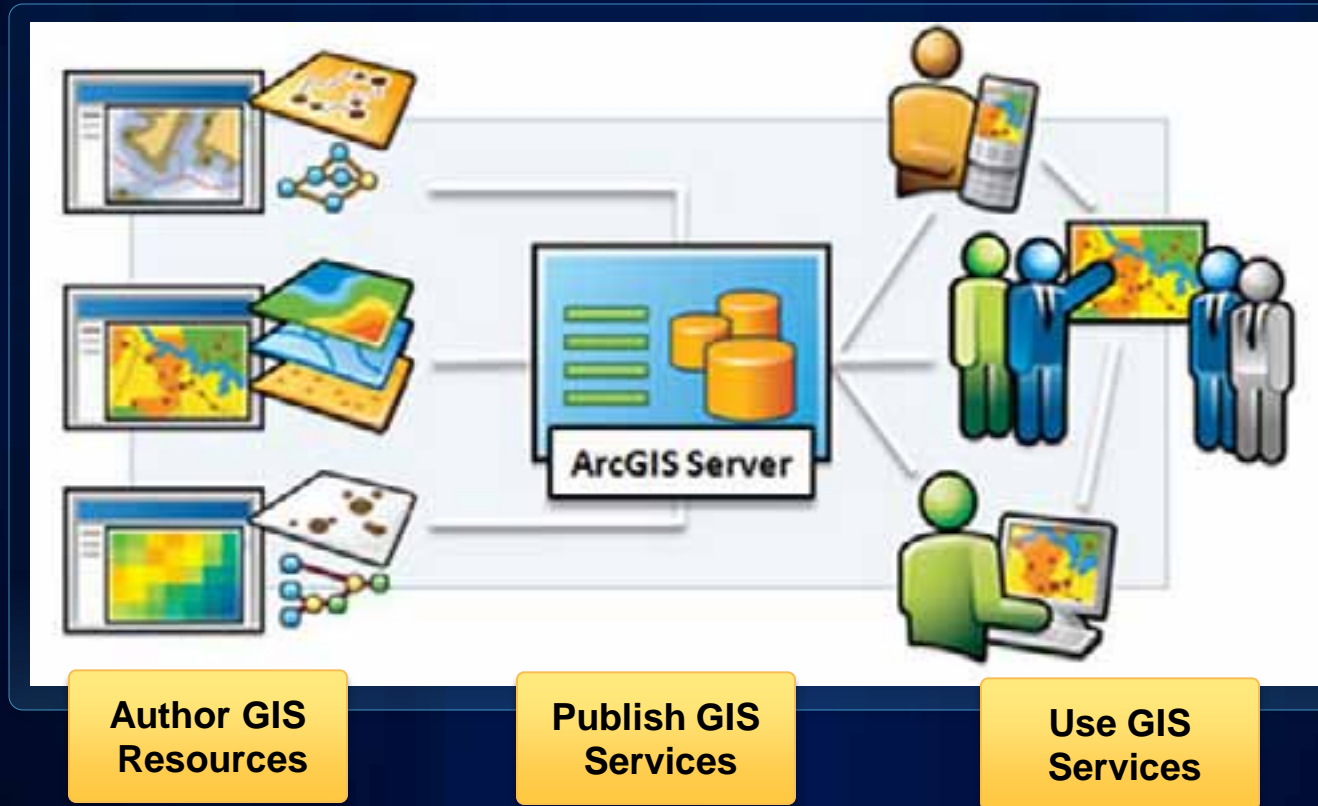 ArcGIS Server
Author GIS
Resources
Publish GIS
Services
Use GIS
Services